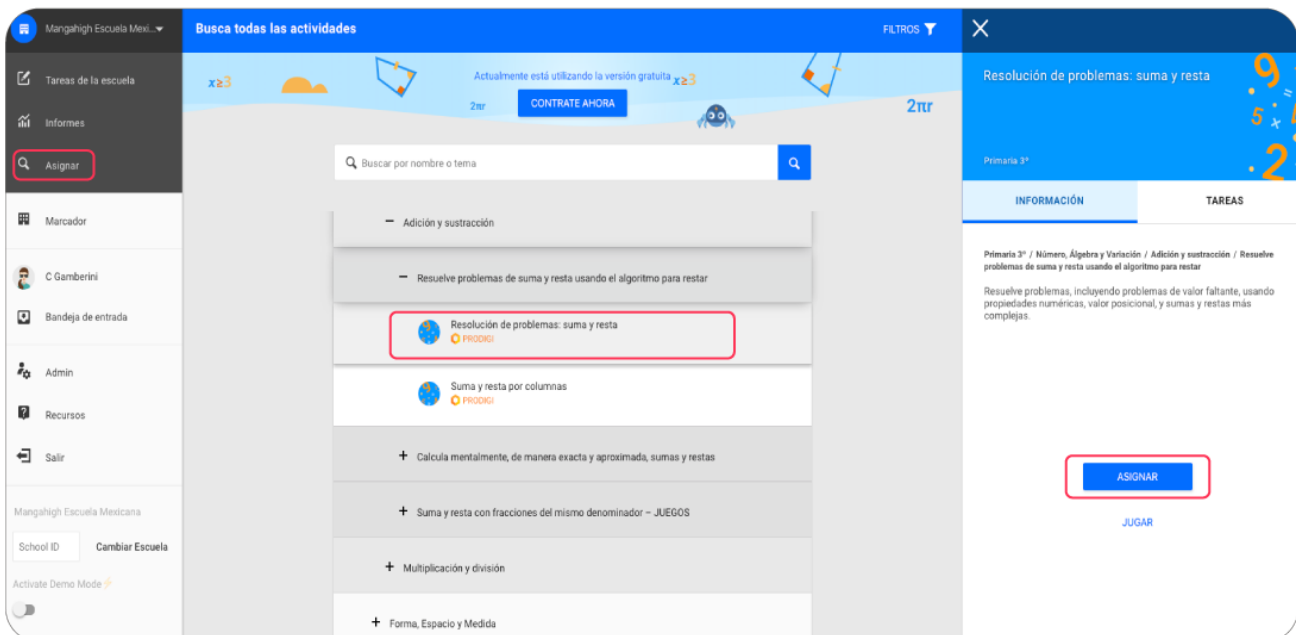 Mangahigh Escuela Mexi...
Tareas de la escuela
Informes
Asignar
Marcador
C Gamberini
Bandeja de entrada
Admin
Recursos
Salir
Mangahigh Escuela Mexicana
School ID
Cambiar Escuela
Activate Demo Mode
Busca todas las actividades
FILTROS
x≥3
2πr
Actualmente está utilizando la versión gratuita
x≥3
CONTRATE AHORA
2πr
Buscar por nombre o tema
− Adición y sustracción
− Resuelve problemas de suma y resta usando el algoritmo para restar
Resolución de problemas: suma y resta
PRODIGI
Suma y resta por columnas
PRODIGI
+ Calcula mentalmente, de manera exacta y aproximada, sumas y restas
+ Suma y resta con fracciones del mismo denominador – JUEGOS
+ Multiplicación y división
+ Forma, Espacio y Medida
Resolución de problemas: suma y resta
Primaria 3º
INFORMACIÓN
TAREAS
Primaria 3º / Número, Álgebra y Variación / Adición y sustracción / Resuelve
problemas de suma y resta usando el algoritmo para restar
Resuelve problemas, incluyendo problemas de valor faltante, usando
propiedades numéricas, valor posicional, y sumas y restas más
complejas.
ASIGNAR
JUGAR